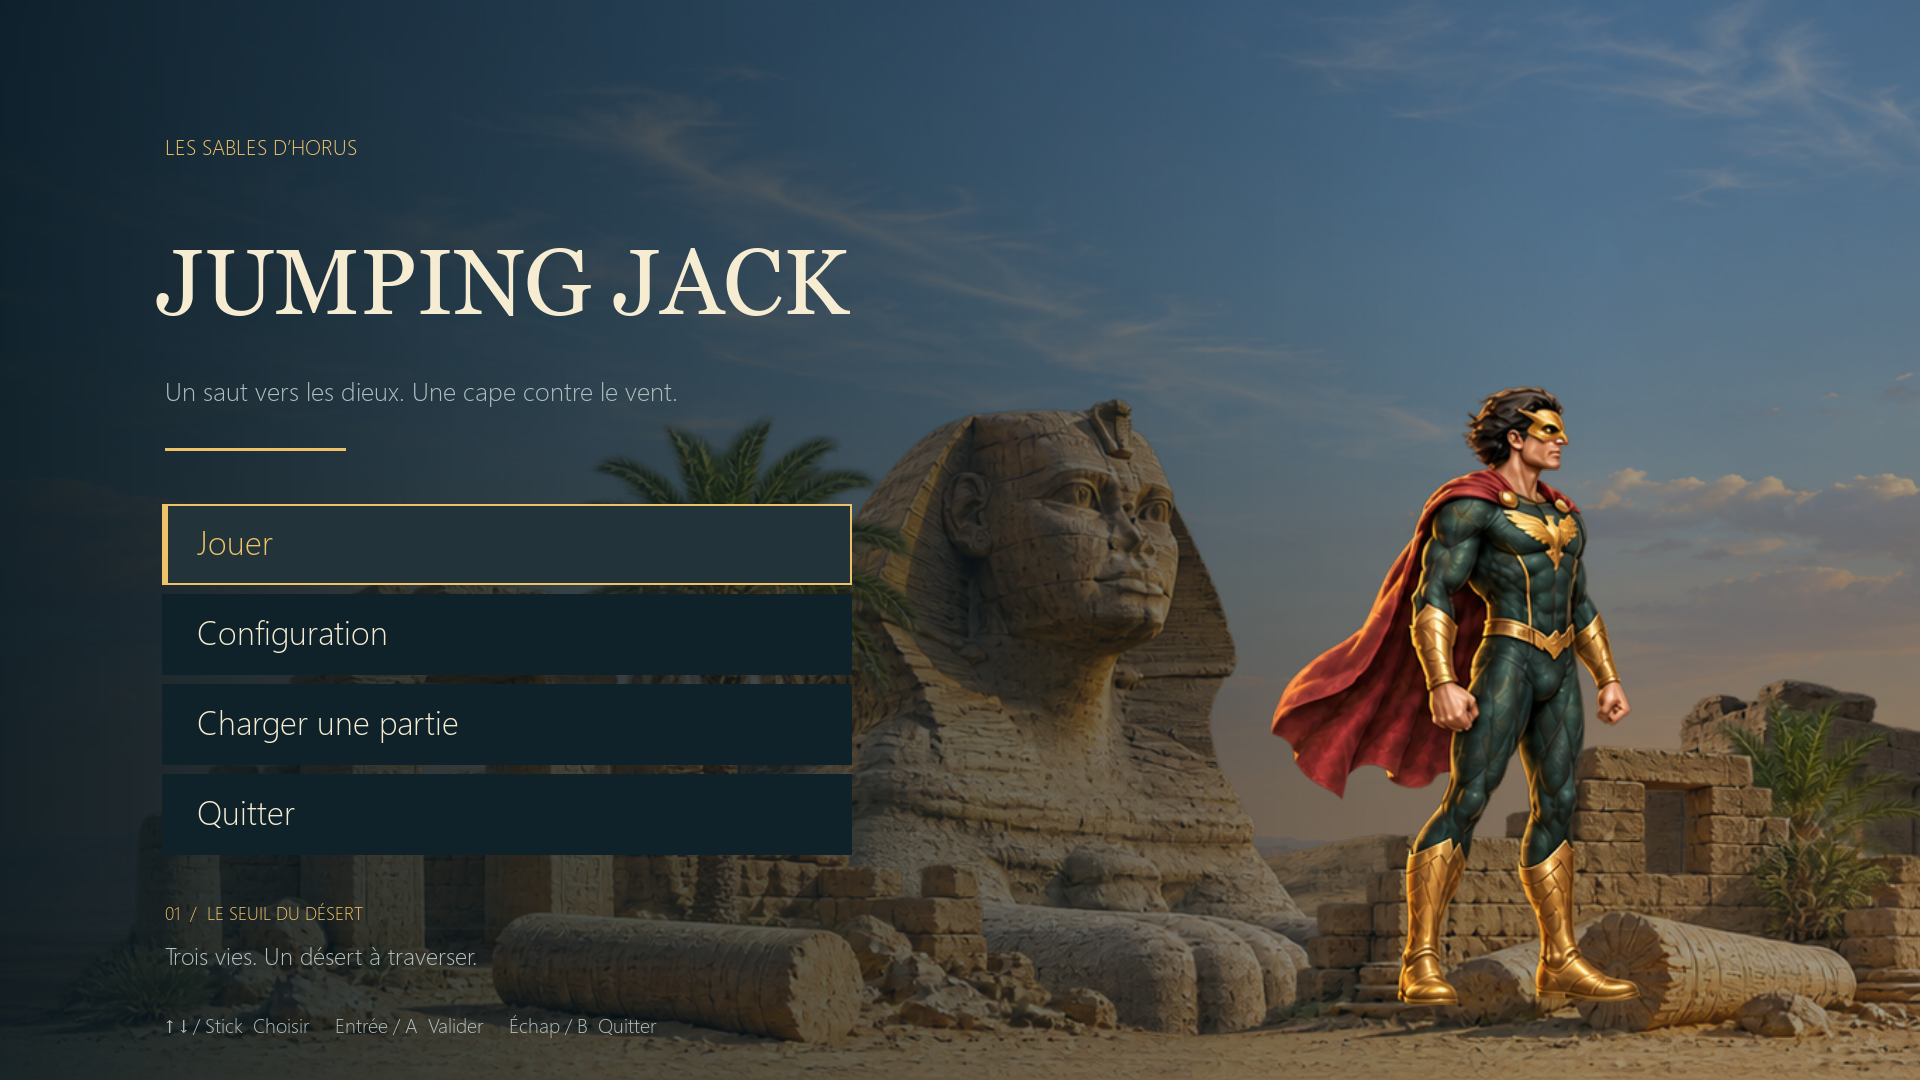 LES SABLES D’HORUS
JUMPING JACK
Un saut vers les dieux. Une cape contre le vent.
Jouer
Configuration
Charger une partie
Quitter
01 / LE SEUIL DU DÉSERT
Trois vies. Un désert à traverser.
↑ ↓ / Stick Choisir Entrée / A Valider Échap / B Quitter